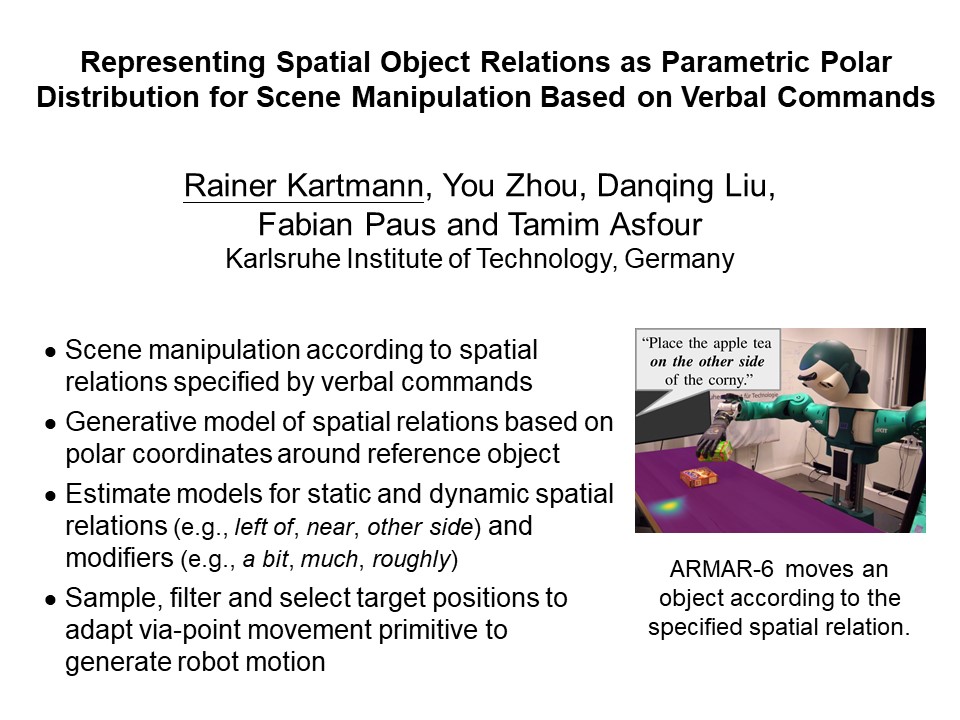 Representing Spatial Object Relations as Parametric Polar
Distribution for Scene Manipulation Based on Verbal Commands
Rainer Kartmann, You Zhou, Danqing Liu,
Fabian Paus and Tamim Asfour
Karlsruhe Institute of Technology, Germany
● Scene manipulation according to spatial
relations specified by verbal commands
● Generative model of spatial relations based on
polar coordinates around reference object
● Estimate models for static and dynamic spatial
relations (e.g., left of, near, other side) and
modifiers (e.g., a bit, much, roughly)
● Sample, filter and select target positions to
adapt via-point movement primitive to
generate robot motion
“Place the apple tea
on the other side
of the corny.”
ARMAR-6 moves an
object according to the
specified spatial relation.